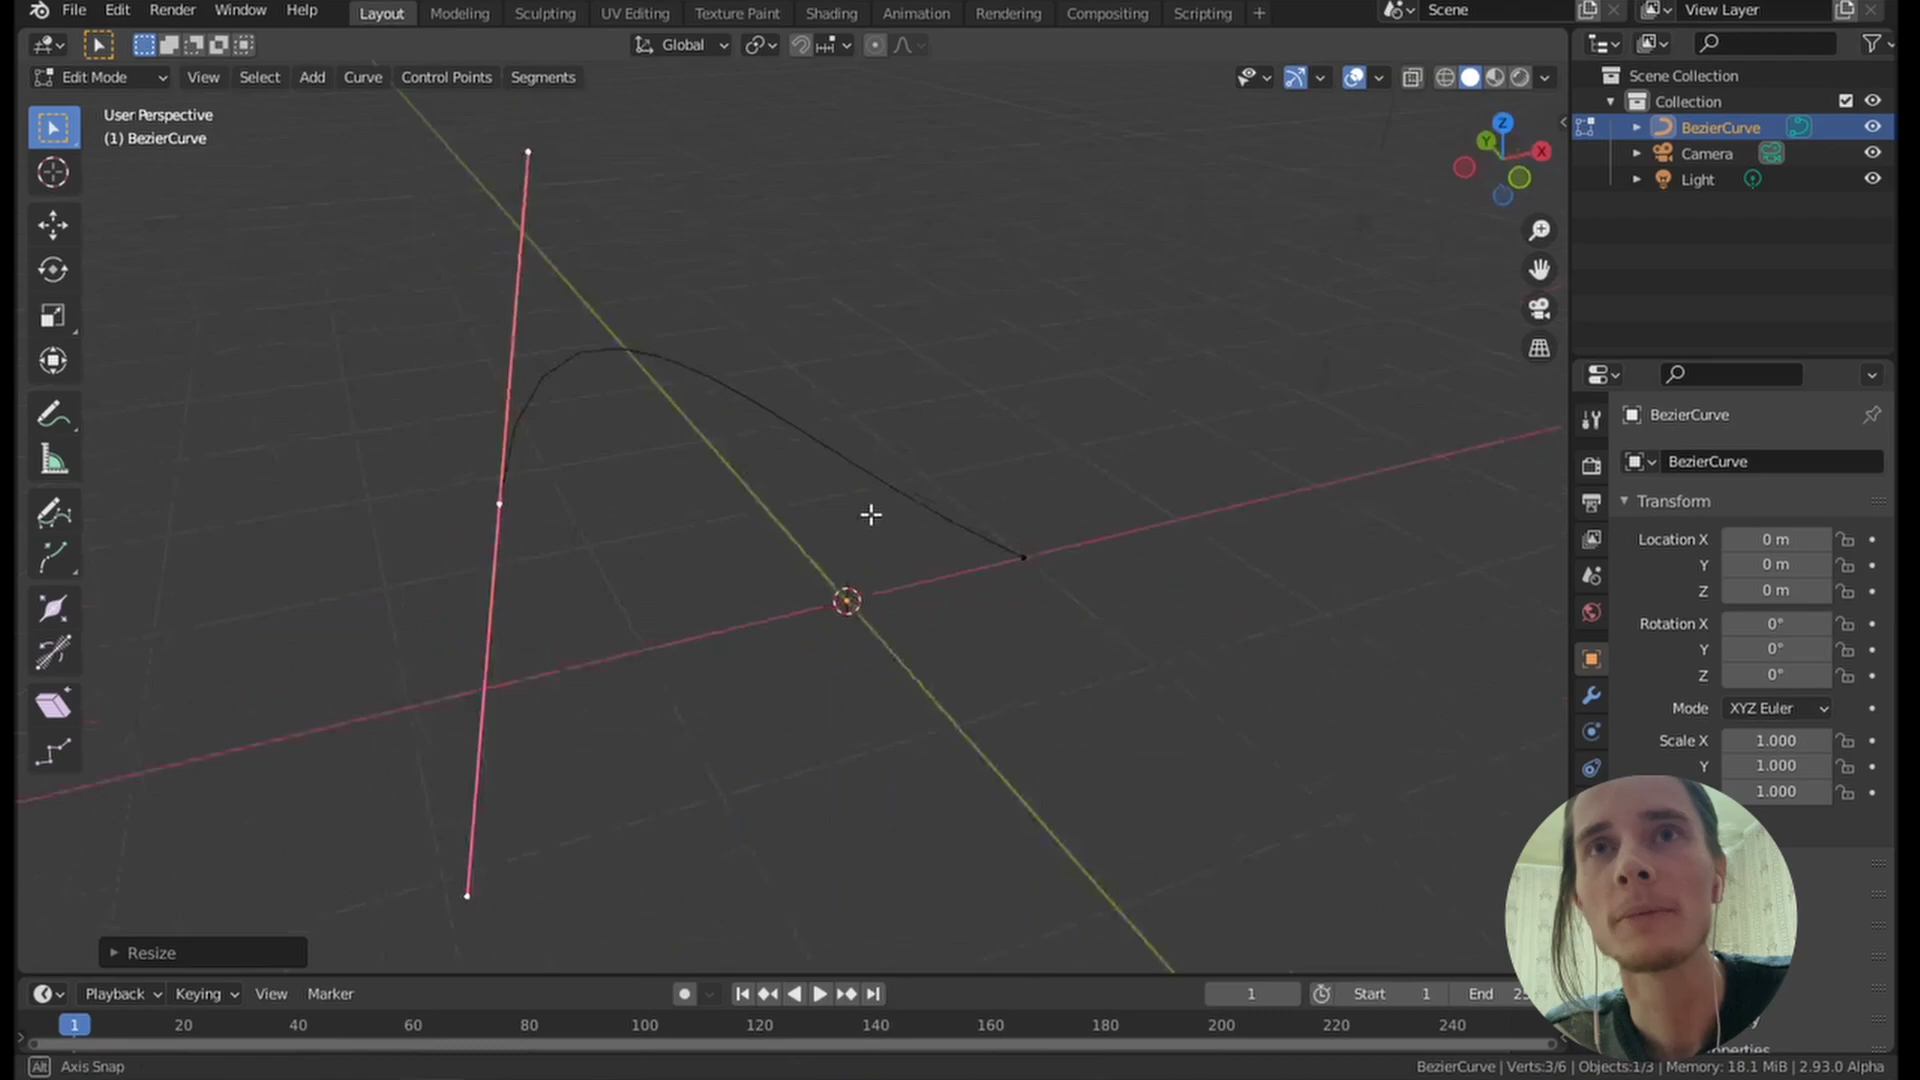 File Edit Render Window Help Layout Modeling Sculpting UV Editing Texture Paint Shading Animation Rendering Compositing Scripting + Scene View Layer
Global
Edit Mode View Select Add Curve Control Points Segments
User Perspective
(1) BezierCurve
Z
Y
X
Scene Collection
Collection
BezierCurve
Camera
Light
BezierCurve
BezierCurve
Transform
Location X 0 m
Y 0 m
Z 0 m
Rotation X 0°
Y 0°
Z 0°
Mode XYZ Euler
Scale X 1.000
Y 1.000
1.000
Resize
Playback Keying View Marker 1 Start 1 End
1 20 40 60 80 100 120 140 160 180 200 220 240
Alt Axis Snap
BezierCurve | Verts:3/6 | Objects:1/3 | Memory: 18.1 MiB | 2.93.0 Alpha